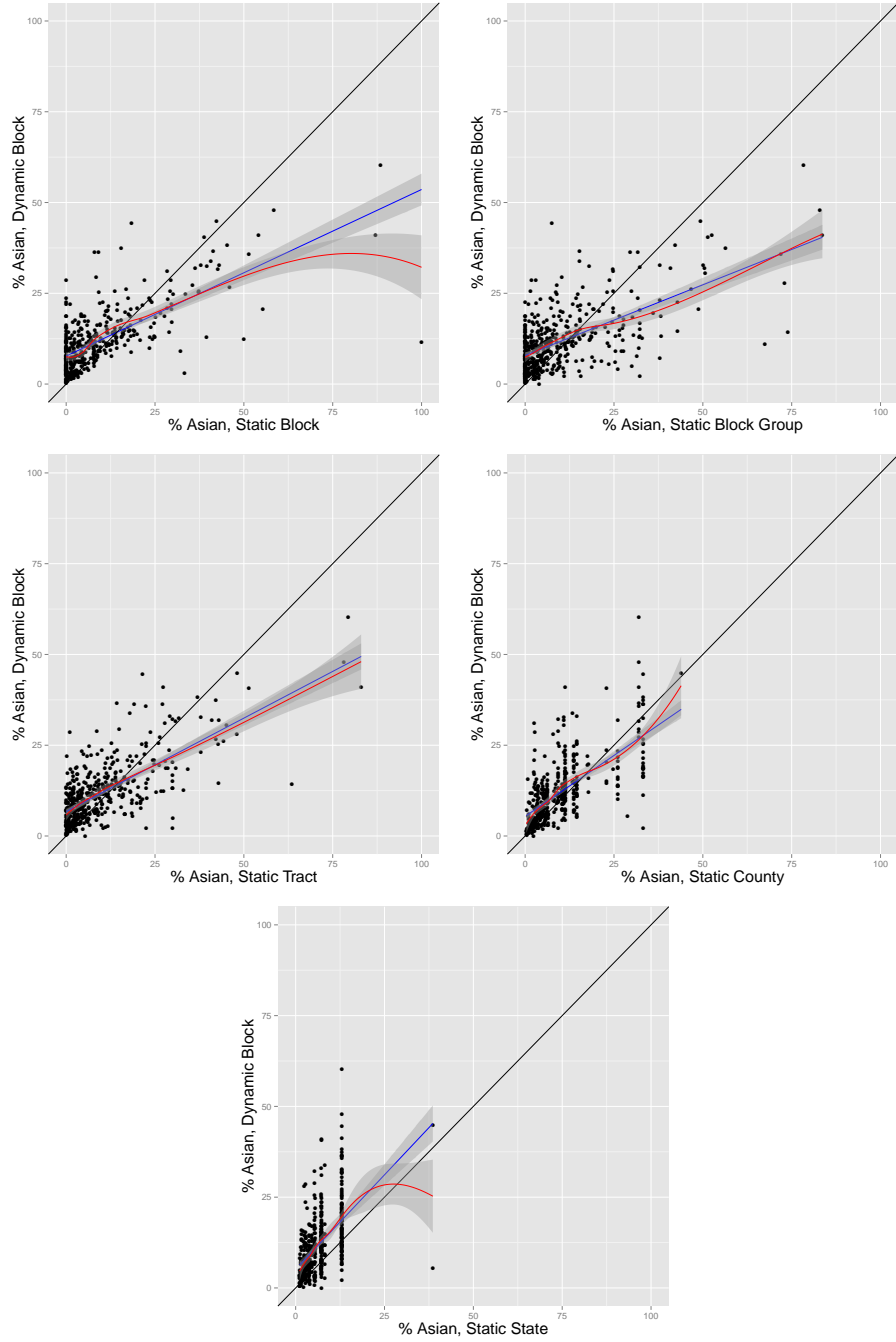 100
75
50
25
0
% Asian, Dynamic Block
0 25 50 75 100
% Asian, Static Block
100
75
50
25
0
% Asian, Dynamic Block
0 25 50 75 100
% Asian, Static Block Group
100
75
50
25
0
% Asian, Dynamic Block
0 25 50 75 100
% Asian, Static Tract
100
75
50
25
0
% Asian, Dynamic Block
0 25 50 75 100
% Asian, Static County
100
75
50
25
0
% Asian, Dynamic Block
0 25 50 75 100
% Asian, Static State